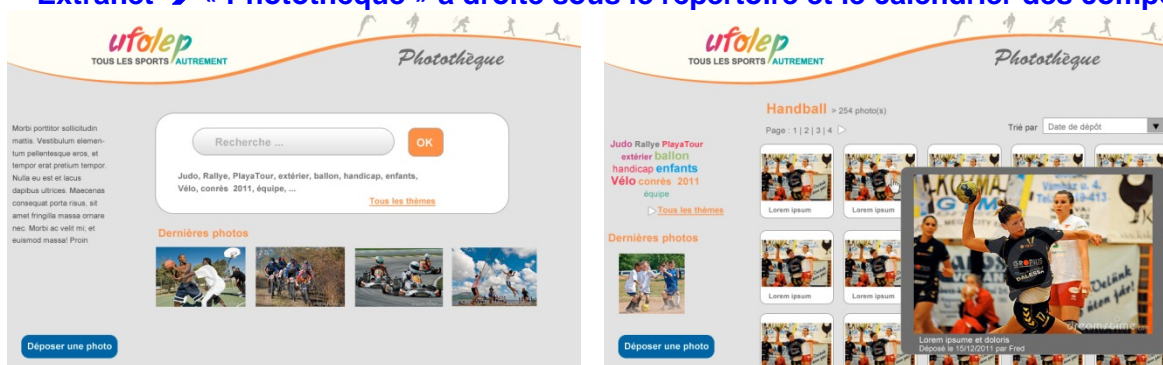 Extranet → « Photothèque » à droite sous le répertoire et le calendrier des compé
ufolep
TOUS LES SPORTS AUTREMENT
Photothèque
Morbi porttitor sollicitudin
mattis. Vestibulum elemen-
tum pellentesque eros, et
tempor erat pretium tempor.
Nulla eu est et lacus
dapibus ultrices. Maecenas
consequat porta risus, sit
amet fringilla massa ornare
nec. Morbi ac velit mi, et
euismod massa! Proin
Recherche ...
OK
Judo, Rallye, PlayaTour, extérier, ballon, handicap, enfants,
Vélo, conrès 2011, équipe, ...
Tous les thèmes
Dernières photos
Déposer une photo
ufolep
TOUS LES SPORTS AUTREMENT
Photothèque
Judo Rallye PlayaTour
extérier ballon
handicap enfants
Vélo conrès 2011
équipe
Tous les thèmes
Dernières photos
Déposer une photo
Handball > 254 photo(s)
Page : 1 | 2 | 3 | 4
Trié par Date de dépôt
Lorem ipsum
Lorem ipsum
Lorem ipsum
Lorem ipsum
dreamstime
Lorem ipsume et doloris
Déposé le 15/12/2011 par Fred